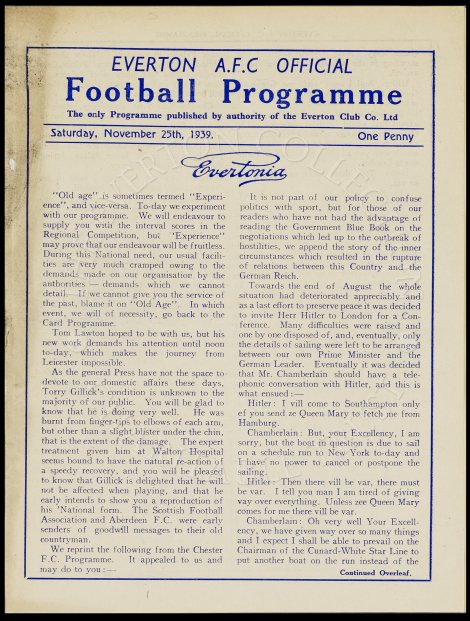 EVERTON A.F.C OFFICIAL
Football Programme
The only Programme published by authority of the Everton Club Co. Ltd
Saturday, November 25th, 1939.
One Penny
Evertonia
"Old age" is sometimes termed "Experi-
ence", and vice-versa. To-day we experiment
with our programme. We will endeavour to
supply you with the interval scores in the
Regional Competition, but "Experience"
may prove that our endeavour will be fruitless.
During this National need, our usual facili-
ties are very much cramped owing to the
demands made on our organisation by the
authorities — demands which we cannot
detail. If we cannot give you the service of
the past, blame it on "Old Age". In which
event, we will of necessity, go back to the
Card Programme.
Tom Lawton hoped to be with us, but his
new work demands his attention until noon
to-day, which makes the journey from
Leicester impossible.
As the general Press have not the space to
devote to our domestic affairs these days,
Torry Gillick's condition is unknown to the
majority of our public. You will be glad to
know that he is doing very well. He was
burnt from finger-tips to elbows of each arm,
but other than a slight blister under the chin,
that is the extent of the damage. The expert
treatment given him at Walton Hospital
seems bound to have the natural re-action of
a speedy recovery, and you will be pleased
to know that Gillick is delighted that he will
not be affected when playing, and that he
early intends to show you a reproduction of
his 'National form. The Scottish Football
Association and Aberdeen F.C. were early
senders of goodwill messages to their old
countryman.
We reprint the following from the Chester
F.C. Programme. It appealed to us and
may do to you :—
It is not part of our policy to confuse
politics with sport, but for those of our
readers who have not had the advantage of
reading the Government Blue Book on the
negotiations which led up to the outbreak of
hostilities, we append the story of the inner
circumstances which resulted in the rupture
of relations between this Country and the
German Reich.
Towards the end of August the whole
situation had deteriorated appreciably and
as a last effort to preserve peace it was decided
to invite Herr Hitler to London for a Con-
ference. Many difficulties were raised and
one by one disposed of, and, eventually, only
the details of sailing were left to be arranged
between our own Prime Minister and the
German Leader. Eventually it was decided
that Mr. Chamberlain should have a tele-
phonic conversation with Hitler, and this is
what ensued :—
Hitler: I will come to Southampton only
ef you send ze Queen Mary to fetch me from
Hamburg.
Chamberlain: But, your Excellency, I am
sorry, but the boat in question is due to sail
on a schedule run to New York to-day and
I have no power to cancel or postpone the
sailing.
Hitler: Then there vill be var, there must
be var. I tell you man I am tired of giving
vay over everything. Unless zee Queen Mary
comes for me there vill be var.
Chamberlain: Oh very well Your Excell-
ency, we have given way over so many things
and I expect I shall be able to prevail on the
Chairman of the Cunard-White Star Line to
put another boat on the run instead of the
Continued Overleaf.